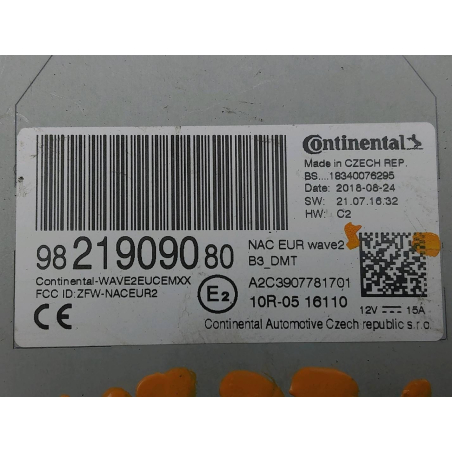 Continental
Made in CZECH REP.
BS....18340076295
Date: 2018-08-24
SW: 21.07.16.32
HW: C2
98 219090 80
NAC EUR wave2
B3_DMT
Continental-WAVE2EUCEMXX
FCC ID:ZFW-NACEUR2
CE
E2
A2C3907781701
10R-05 16110
12V 15A
Continental Automotive Czech republic s.r.o.